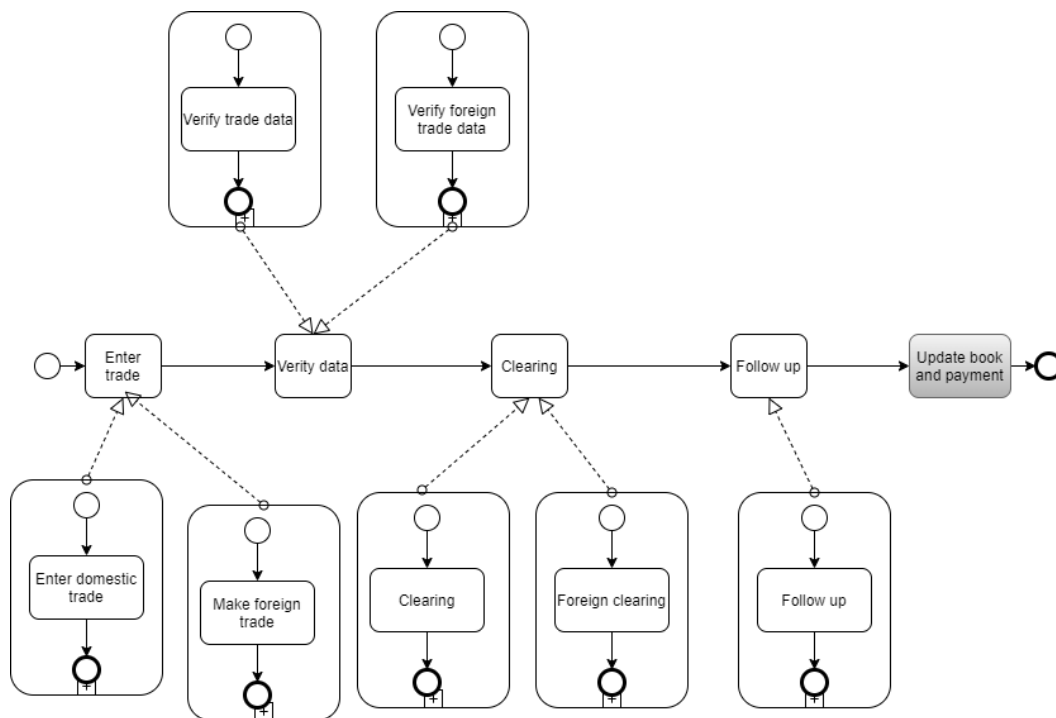 Verify trade data
Verify foreign
trade data
Enter
trade
Verity data
Clearing
Follow up
Update book
and payment
Enter domestic
trade
Make foreign
trade
Clearing
Foreign clearing
Follow up